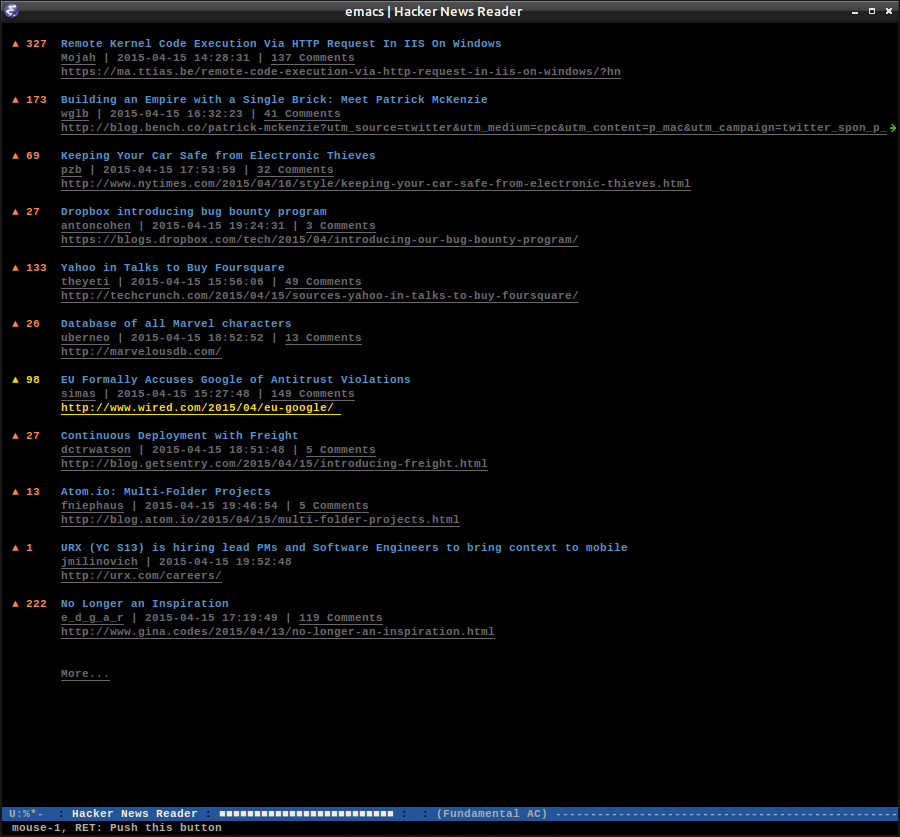 emacs | Hacker News Reader
▲ 327 Remote Kernel Code Execution Via HTTP Request In IIS On Windows
Mojah | 2015-04-15 14:28:31 | 137 Comments
https://ma.ttias.be/remote-code-execution-via-http-request-in-iis-on-windows/?hn
▲ 173 Building an Empire with a Single Brick: Meet Patrick McKenzie
wglb | 2015-04-15 16:32:23 | 41 Comments
http://blog.bench.co/patrick-mckenzie?utm_source=twitter&utm_medium=cpc&utm_content=p_mac&utm_campaign=twitter_spon_p_
▲ 69 Keeping Your Car Safe from Electronic Thieves
pzb | 2015-04-15 17:53:59 | 32 Comments
http://www.nytimes.com/2015/04/16/style/keeping-your-car-safe-from-electronic-thieves.html
▲ 27 Dropbox introducing bug bounty program
antoncohen | 2015-04-15 19:24:31 | 3 Comments
https://blogs.dropbox.com/tech/2015/04/introducing-our-bug-bounty-program/
▲ 133 Yahoo in Talks to Buy Foursquare
theyeti | 2015-04-15 15:56:06 | 49 Comments
http://techcrunch.com/2015/04/15/sources-yahoo-in-talks-to-buy-foursquare/
▲ 26 Database of all Marvel characters
uberneo | 2015-04-15 18:52:52 | 13 Comments
http://marvelousdb.com/
▲ 98 EU Formally Accuses Google of Antitrust Violations
simas | 2015-04-15 15:27:48 | 149 Comments
http://www.wired.com/2015/04/eu-google/
▲ 27 Continuous Deployment with Freight
dctrwatson | 2015-04-15 18:51:48 | 5 Comments
http://blog.getsentry.com/2015/04/15/introducing-freight.html
▲ 13 Atom.io: Multi-Folder Projects
fniephaus | 2015-04-15 19:46:54 | 5 Comments
http://blog.atom.io/2015/04/15/multi-folder-projects.html
▲ 1 URX (YC S13) is hiring lead PMs and Software Engineers to bring context to mobile
jmilinovich | 2015-04-15 19:52:48
http://urx.com/careers/
▲ 222 No Longer an Inspiration
e_d_g_a_r | 2015-04-15 17:19:49 | 119 Comments
http://www.gina.codes/2015/04/13/no-longer-an-inspiration.html
More...
U:%*- : Hacker News Reader : ■■■■■■■■■■■■■■■■■■■■■■■■■ : : (Fundamental AC) -------------------------------------------------
mouse-1, RET: Push this button